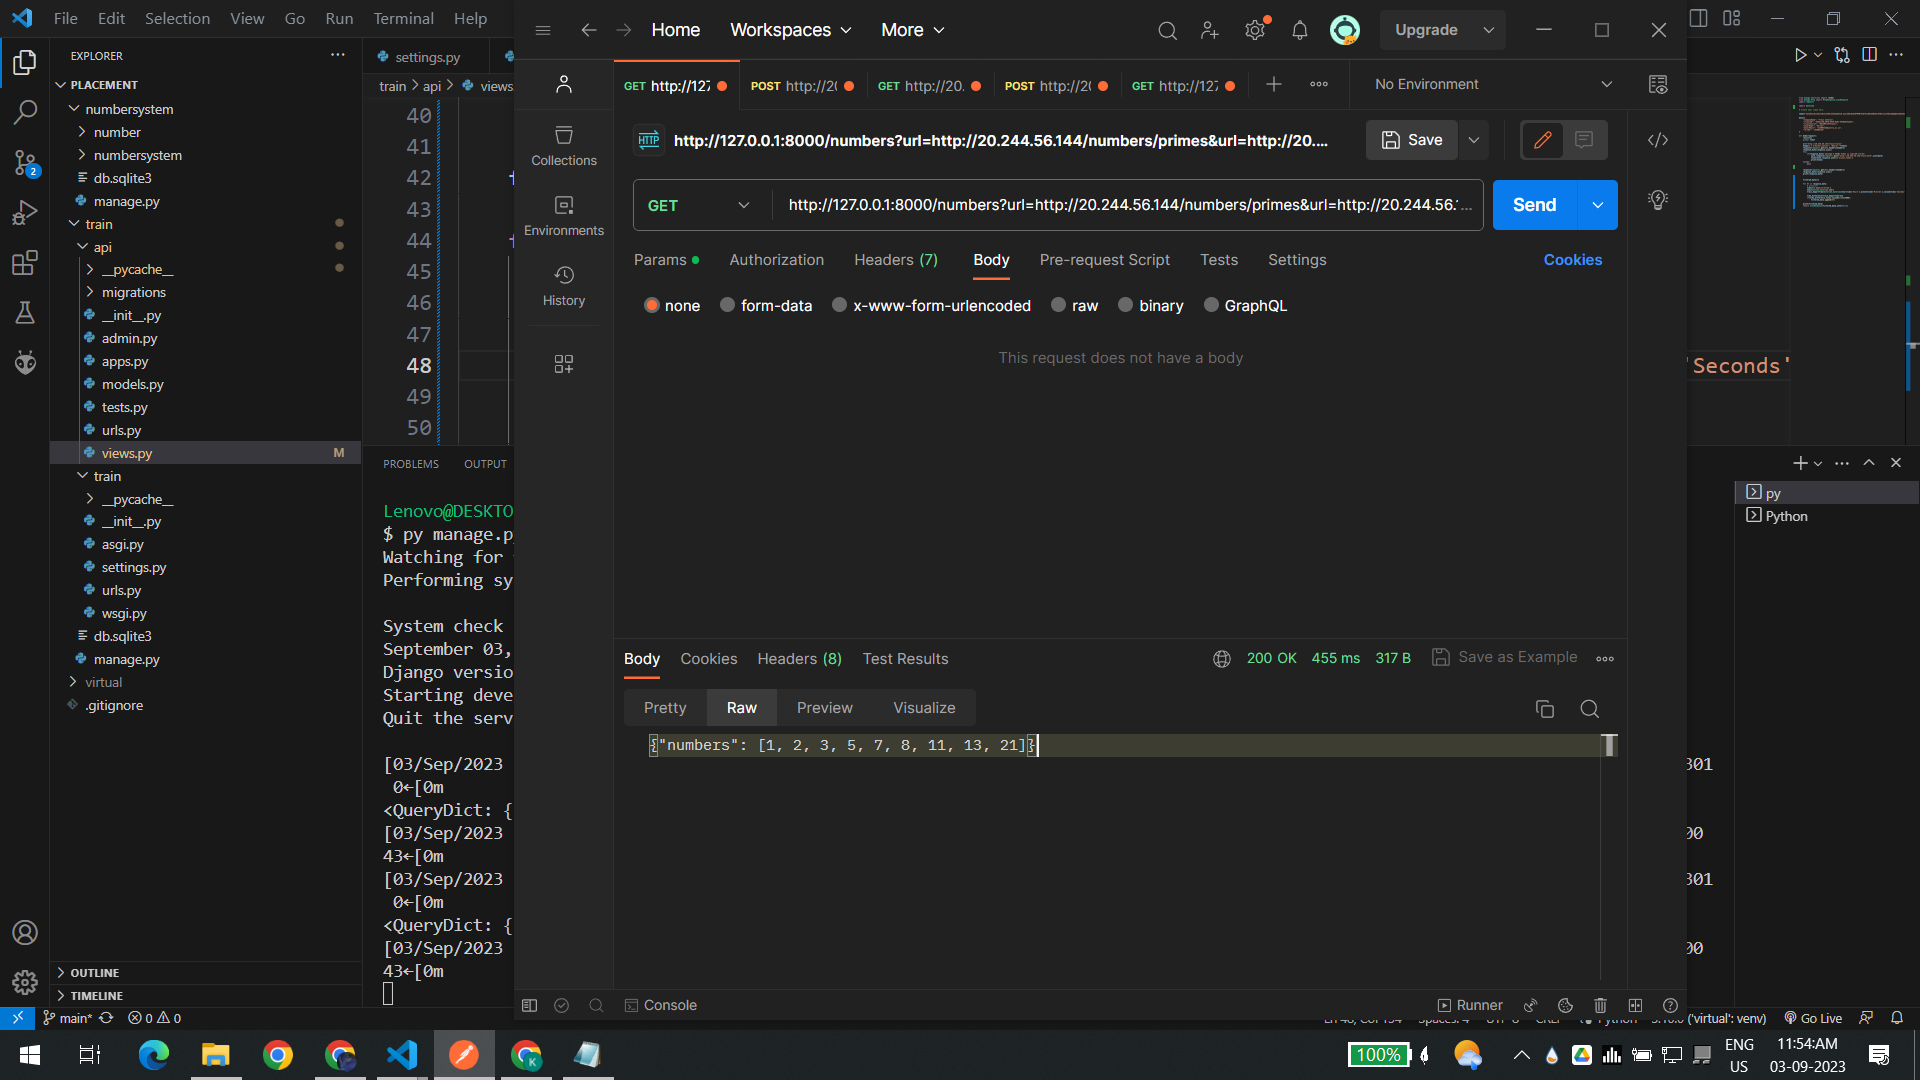 File Edit Selection View Go Run Terminal Help
EXPLORER
PLACEMENT
numbersystem
number
numbersystem
db.sqlite3
manage.py
train
api
__pycache__
migrations
__init__.py
admin.py
apps.py
models.py
tests.py
urls.py
views.py M
train
__pycache__
__init__.py
asgi.py
settings.py
urls.py
wsgi.py
db.sqlite3
manage.py
virtual
.gitignore
OUTLINE
TIMELINE
2
settings.py
train > api > views
40
41
42
43
44
45
46
47
48
49
50
'Seconds'
PROBLEMS OUTPUT
Lenovo@DESKTO
$ py manage.p
Watching for
Performing sy
System check
September 03,
Django versio
Starting deve
Quit the serv
[03/Sep/2023
0←[0m
<QueryDict: {
[03/Sep/2023
43←[0m
[03/Sep/2023
0←[0m
<QueryDict: {
[03/Sep/2023
43←[0m
301
00
301
00
py
Python
Home Workspaces More Upgrade
GET http://127 POST http://20 GET http://20. POST http://20 GET http://127 No Environment
Collections
Environments
History
HTTP http://127.0.0.1:8000/numbers?url=http://20.244.56.144/numbers/primes&url=http://20.... Save
GET http://127.0.0.1:8000/numbers?url=http://20.244.56.144/numbers/primes&url=http://20.244.56.... Send
Params Authorization Headers (7) Body Pre-request Script Tests Settings Cookies
none form-data x-www-form-urlencoded raw binary GraphQL
This request does not have a body
Body Cookies Headers (8) Test Results 200 OK 455 ms 317 B Save as Example
Pretty Raw Preview Visualize
{"numbers": [1, 2, 3, 5, 7, 8, 11, 13, 21]}
Console Runner
main* 0 0 ('virtual': venv) Go Live
100% ENG US 11:54:AM 03-09-2023